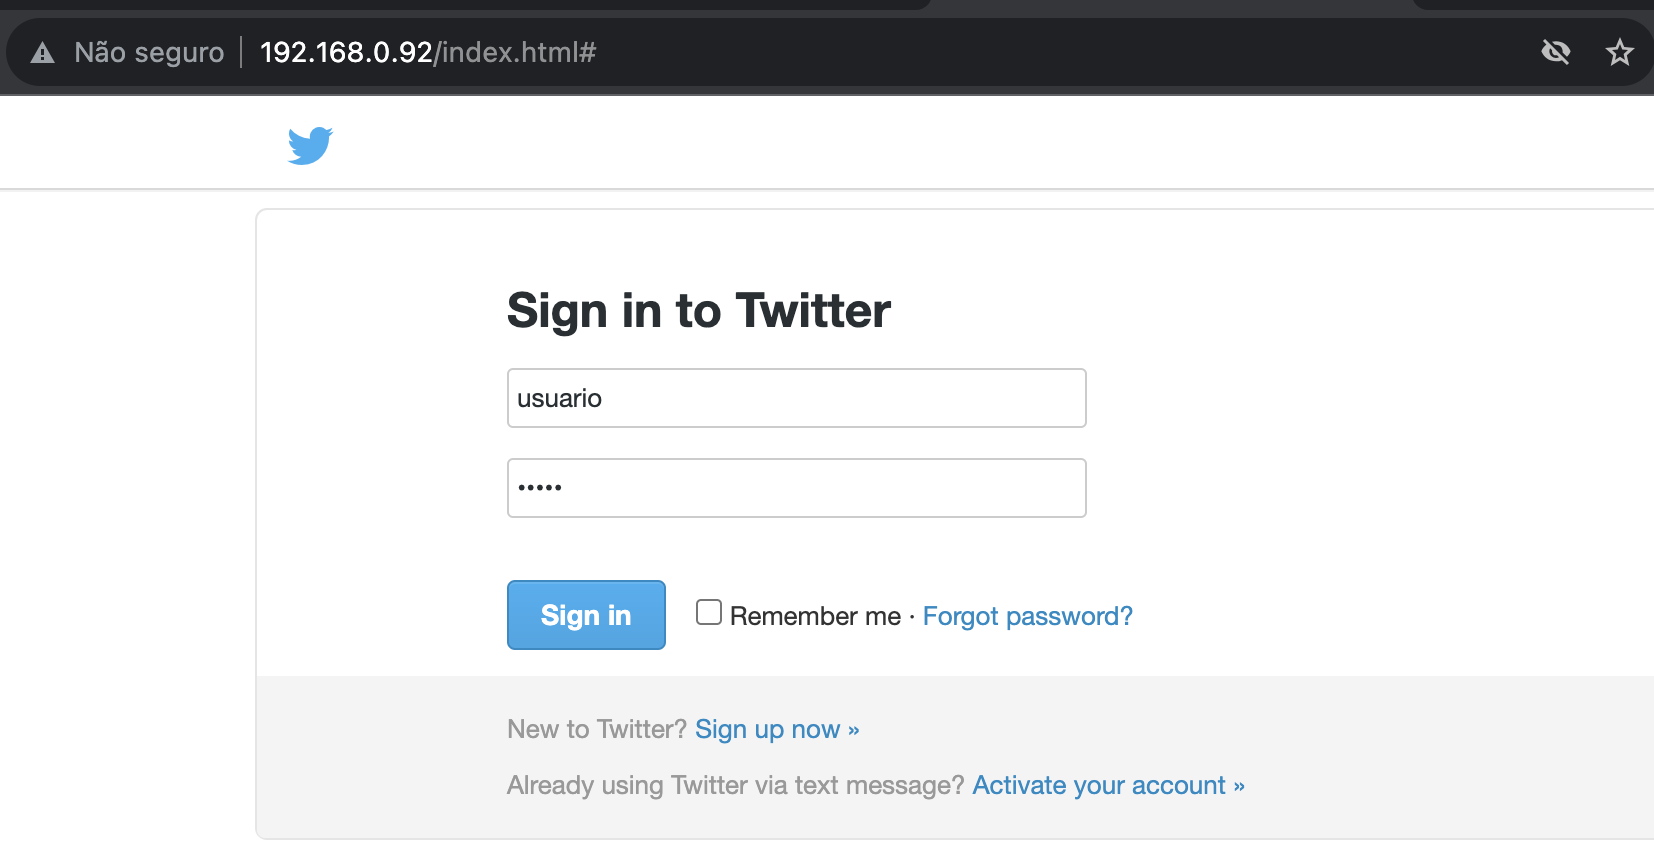 Não seguro 192.168.0.92/index.html#
Sign in to Twitter
usuario
•••••
Sign in Remember me · Forgot password?
New to Twitter? Sign up now »
Already using Twitter via text message? Activate your account »